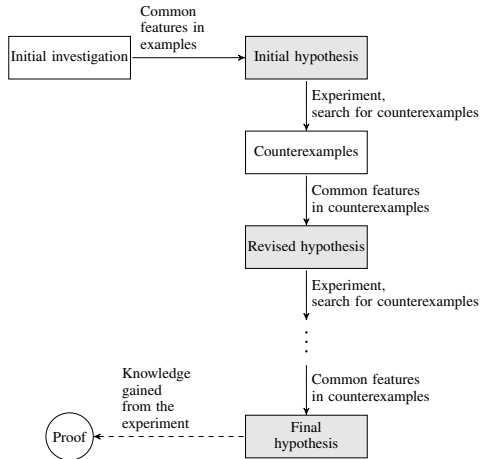 Common
features in
examples
Initial investigation
Initial hypothesis
Experiment,
search for counterexamples
Counterexamples
Common features
in counterexamples
Revised hypothesis
Experiment,
search for counterexamples
Common features
in counterexamples
Knowledge
gained
from the
experiment
Proof
Final
hypothesis